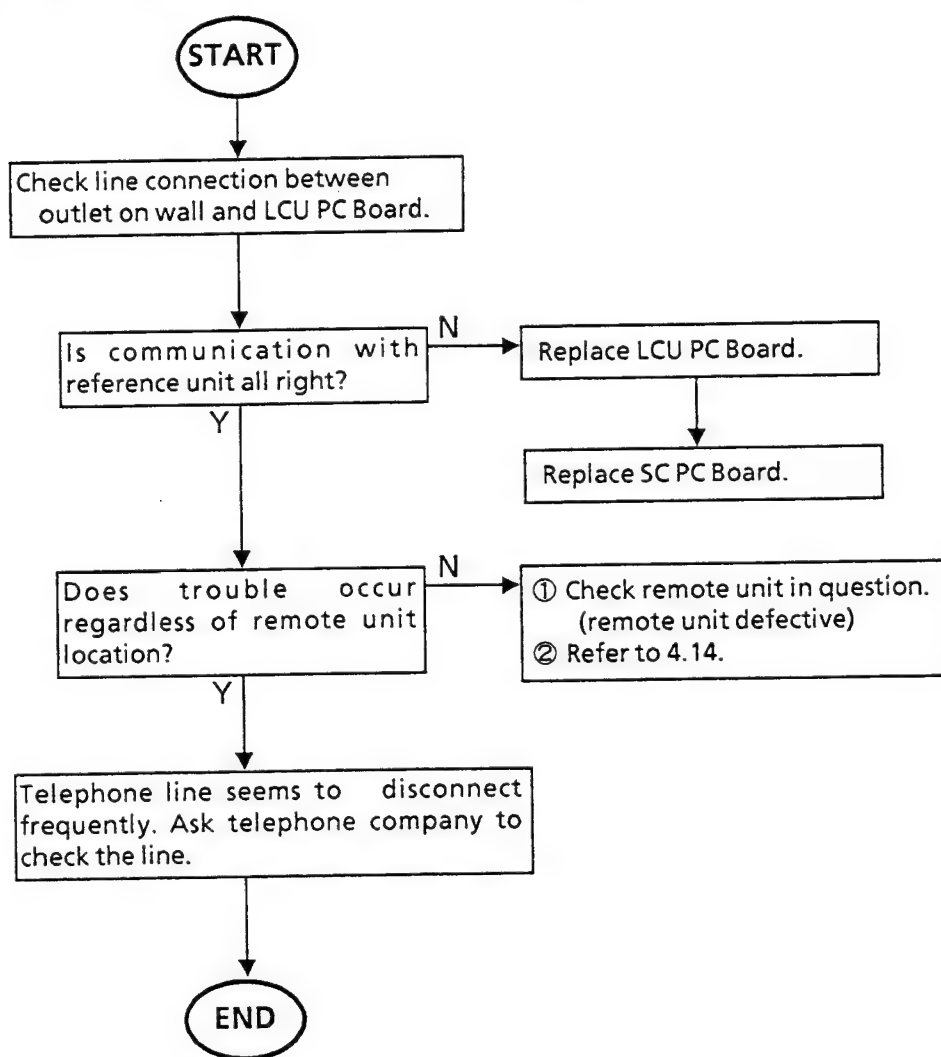 START
Check line connection between
outlet on wall and LCU PC Board.
Is communication with
reference unit all right?
N
Replace LCU PC Board.
Y
Replace SC PC Board.
Does trouble occur
regardless of remote unit
location?
N
① Check remote unit in question.
(remote unit defective)
② Refer to 4.14.
Y
Telephone line seems to disconnect
frequently. Ask telephone company to
check the line.
END